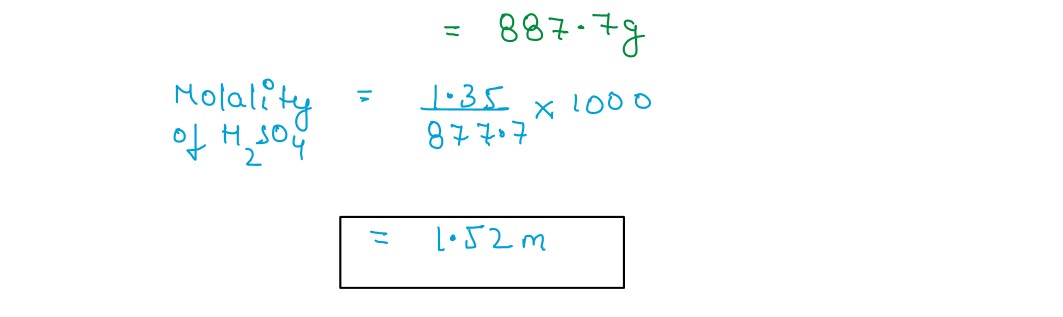 = 887.7g
Molality = 1.35 / 877.7 × 1000
of H₂SO₄
= 1.52 m